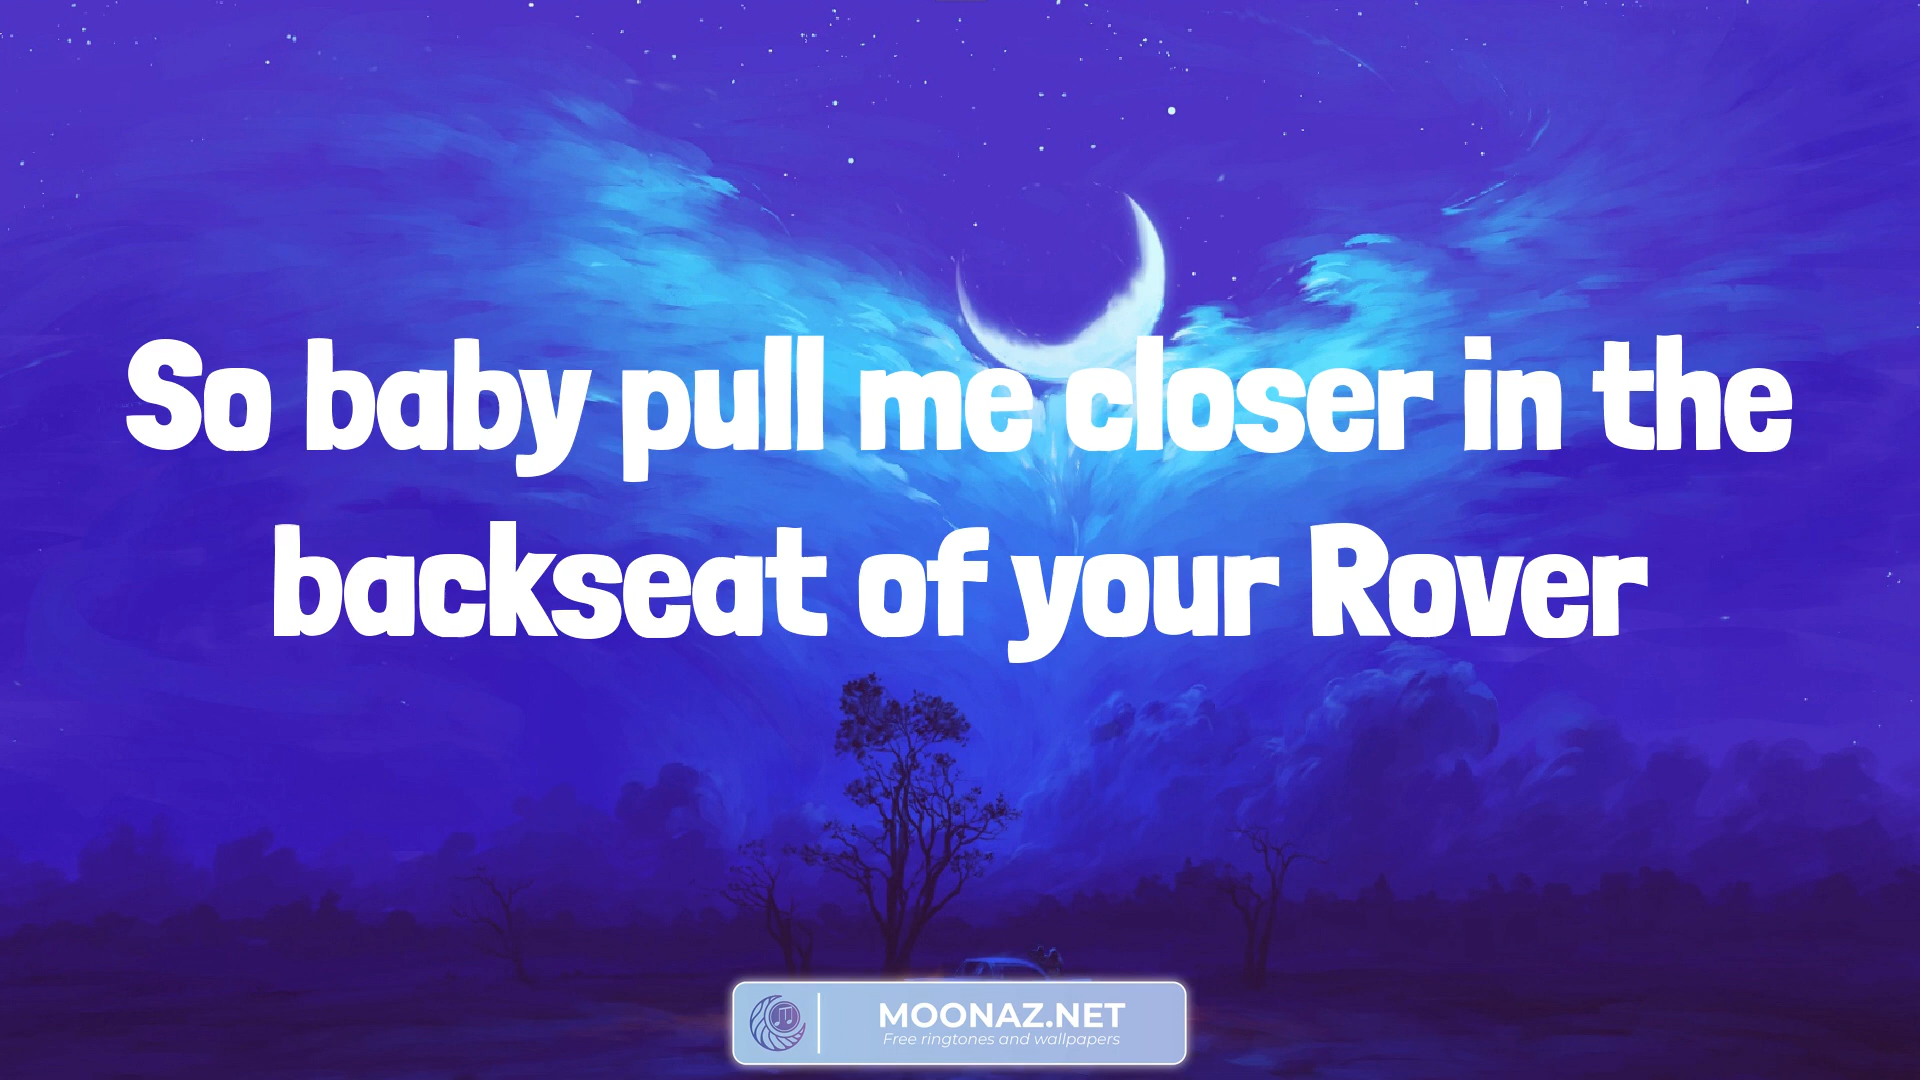 So baby pull me closer in the
backseat of your Rover
MOONAZ.NET
Free ringtones and wallpapers